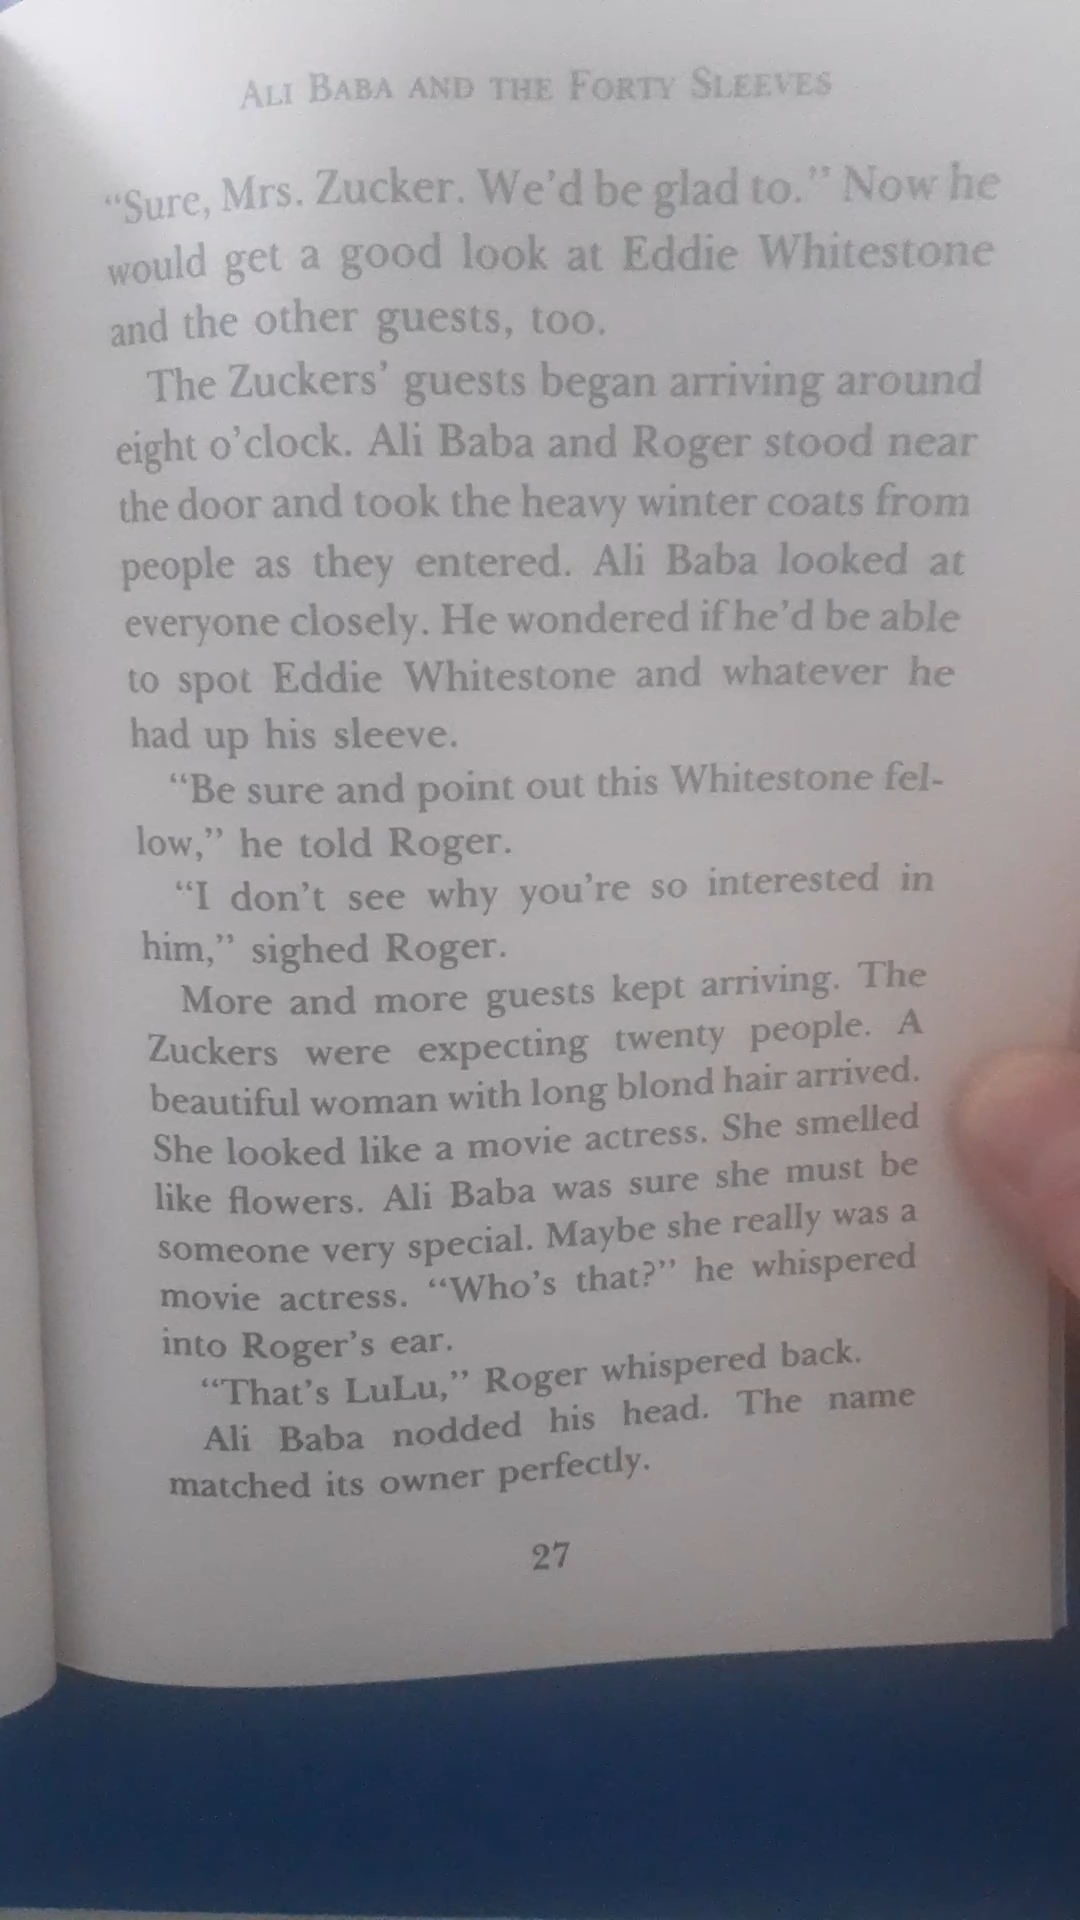 ALI BABA AND THE FORTY SLEEVES
“Sure, Mrs. Zucker. We’d be glad to.” Now he
would get a good look at Eddie Whitestone
and the other guests, too.
The Zuckers’ guests began arriving around
eight o’clock. Ali Baba and Roger stood near
the door and took the heavy winter coats from
people as they entered. Ali Baba looked at
everyone closely. He wondered if he’d be able
to spot Eddie Whitestone and whatever he
had up his sleeve.
“Be sure and point out this Whitestone fel-
low,” he told Roger.
“I don’t see why you’re so interested in
him,” sighed Roger.
More and more guests kept arriving. The
Zuckers were expecting twenty people. A
beautiful woman with long blond hair arrived.
She looked like a movie actress. She smelled
like flowers. Ali Baba was sure she must be
someone very special. Maybe she really was a
movie actress. “Who’s that?” he whispered
into Roger’s ear.
“That’s LuLu,” Roger whispered back.
Ali Baba nodded his head. The name
matched its owner perfectly.
27